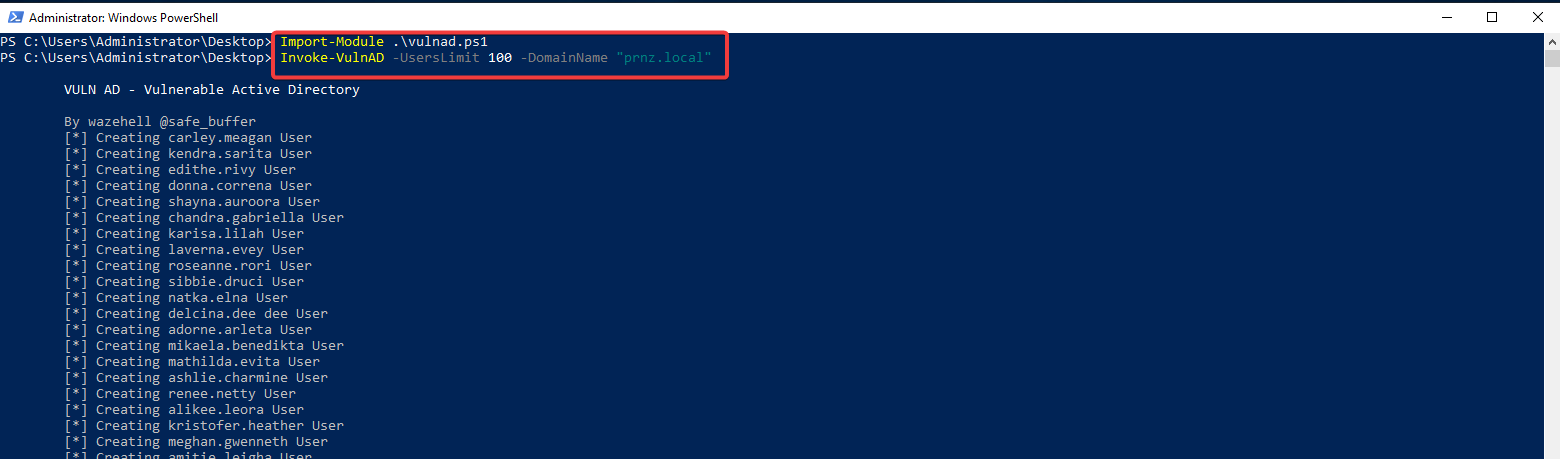 Administrator: Windows PowerShell
PS C:\Users\Administrator\Desktop> Import-Module .\vulnad.ps1
PS C:\Users\Administrator\Desktop> Invoke-VulnAD -UsersLimit 100 -DomainName "prnz.local"
VULN AD - Vulnerable Active Directory
By wazehell @safe_buffer
[*] Creating carley.meagan User
[*] Creating kendra.sarita User
[*] Creating edithe.rivy User
[*] Creating donna.correna User
[*] Creating shayna.auroora User
[*] Creating chandra.gabriella User
[*] Creating karisa.lilah User
[*] Creating laverna.evey User
[*] Creating roseanne.rori User
[*] Creating sibbie.druci User
[*] Creating natka.elna User
[*] Creating delcina.dee dee User
[*] Creating adorne.arleta User
[*] Creating mikaela.benedikta User
[*] Creating mathilda.evita User
[*] Creating ashlie.charmine User
[*] Creating renee.netty User
[*] Creating alikee.leora User
[*] Creating kristofer.heather User
[*] Creating meghan.gwenneth User
[*] Creating amitie.leigha User